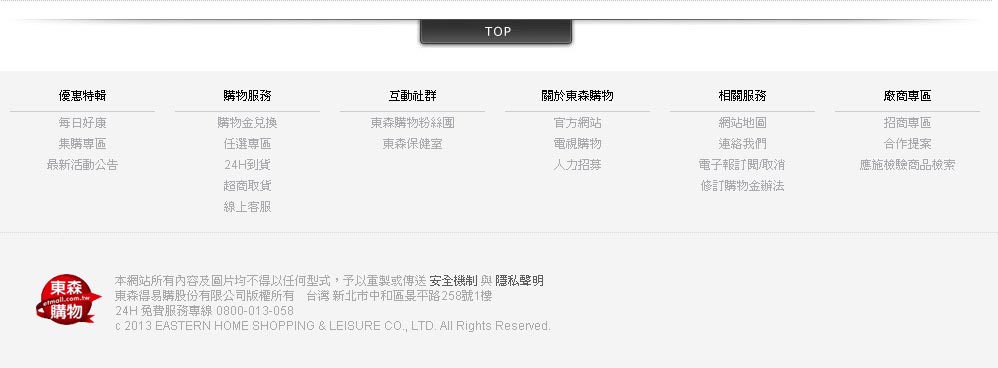 TOP
優惠特輯
每日好康
集購專區
最新活動公告
購物服務
購物金兌換
任選專區
24H到貨
超商取貨
線上客服
互動社群
東森購物粉絲團
東森保健室
關於東森購物
官方網站
電視購物
人力招募
相關服務
網站地圖
連絡我們
電子報訂閱/取消
修訂購物金辦法
廠商專區
招商專區
合作提案
應施檢驗商品檢索
東森
etmall.com.tw
購物
本網站所有內容及圖片均不得以任何型式，予以重製或傳送 安全機制 與 隱私聲明
東森得易購股份有限公司版權所有 台灣 新北市中和區景平路258號1樓
24H 免費服務專線 0800-013-058
c 2013 EASTERN HOME SHOPPING & LEISURE CO., LTD. All Rights Reserved.